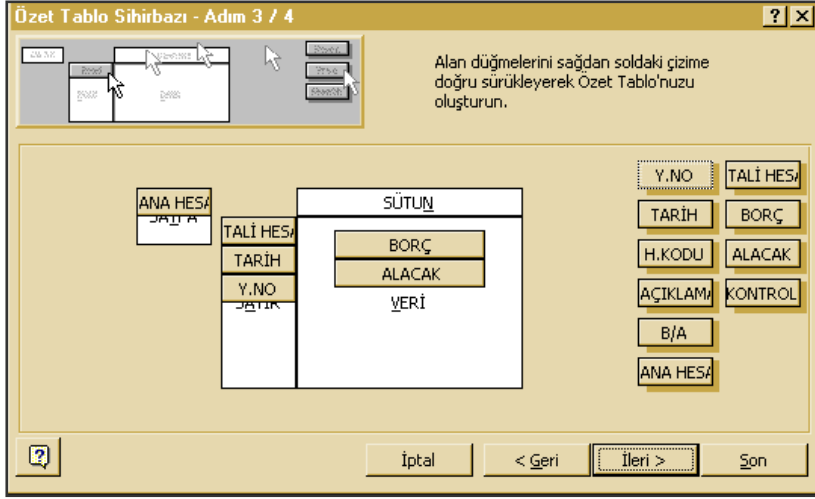 Özet Tablo Sihirbazı - Adım 3 / 4
Alan düğmelerini sağdan soldaki çizime
doğru sürükleyerek Özet Tablo'nuzu
oluşturun.
ANA HESA
SAYFA
SÜTUN
TALİ HESA
TARİH
Y.NO
SATIR
BORÇ
ALACAK
VERİ
Y.NO
TALİ HESA
TARİH
BORÇ
H.KODU
ALACAK
AÇIKLAMA
KONTROL
B/A
ANA HESA
İptal
< Geri
İleri >
Son